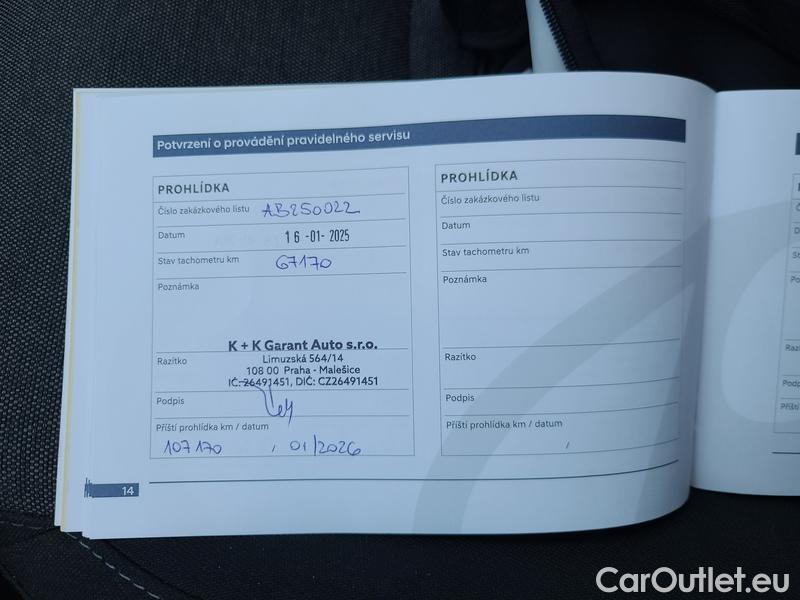 Potvrzení o provádění pravidelného servisu
PROHLÍDKA
Číslo zakázkového listu AB250022
Datum 16-01-2025
Stav tachometru km 67170
Poznámka
K + K Garant Auto s.r.o.
Limuzská 564/14
108 00 Praha - Malešice
IČ: 26491451, DIČ: CZ26491451
Razítko
Podpis
Příští prohlídka km / datum
107170 , 01/2026
14
PROHLÍDKA
Číslo zakázkového listu
Datum
Stav tachometru km
Poznámka
Razítko
Podpis
Příští prohlídka km / datum
/
CarOutlet.eu